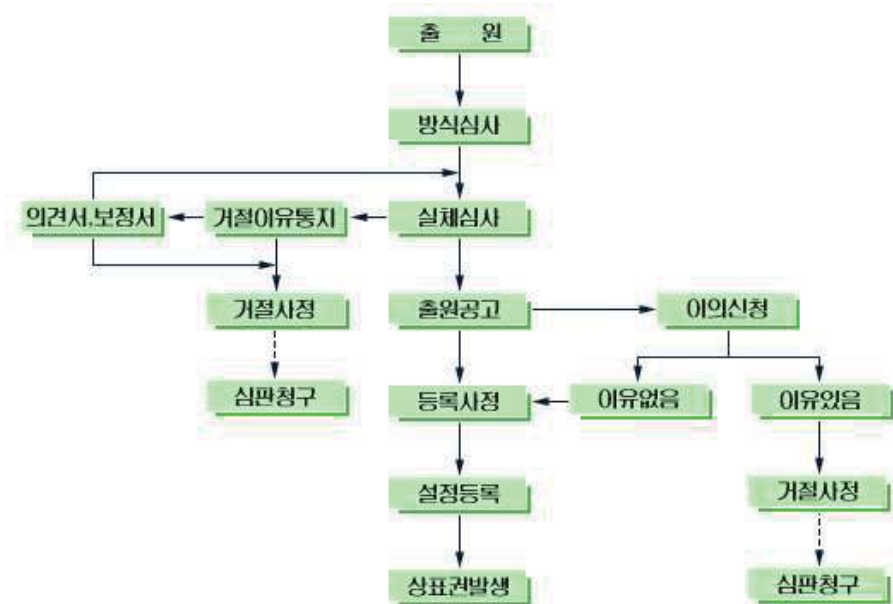 출 원
방식심사
의견서.보정서
거절이유통지
실체심사
거절사정
출원공고
이의신청
심판청구
등록사정
이유없음
이유있음
설정등록
거절사정
상표권발생
심판청구